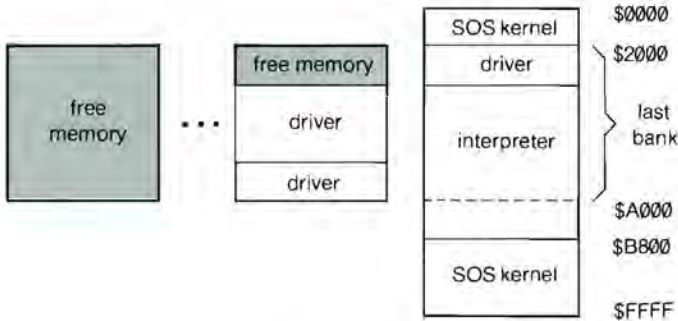 free
memory
• • •
free memory
driver
driver
SOS kernel
driver
interpreter
SOS kernel
$0000
$2000
last
bank
$A000
$B800
$FFFF